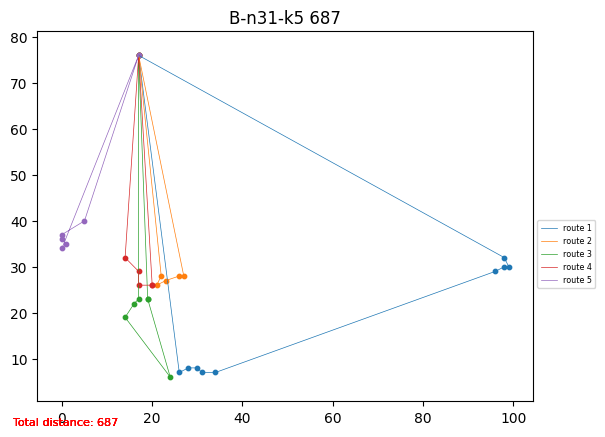 B-n31-k5 687
80
70
60
50
40
30
20
10
0 20 40 60 80 100
route 1
route 2
route 3
route 4
route 5
Total distance: 687